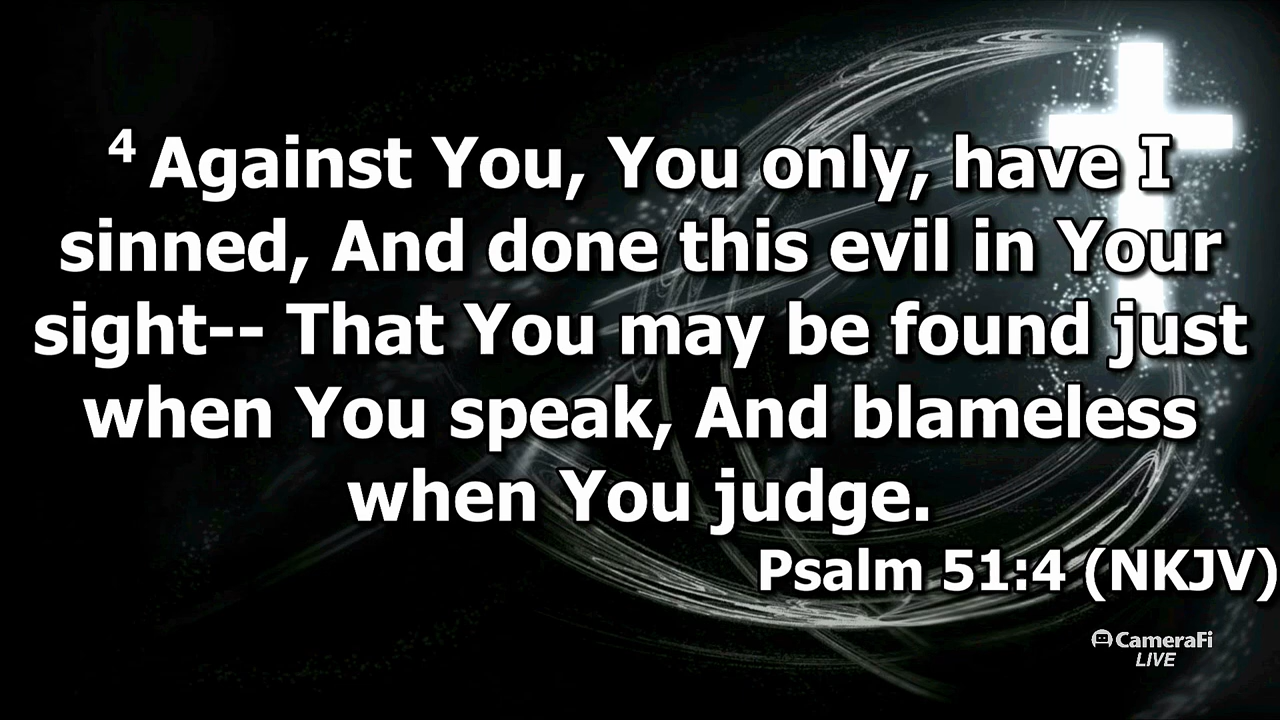 4 Against You, You only, have I
sinned, And done this evil in Your
sight-- That You may be found just
when You speak, And blameless
when You judge.
Psalm 51:4 (NKJV)
CameraFi
LIVE